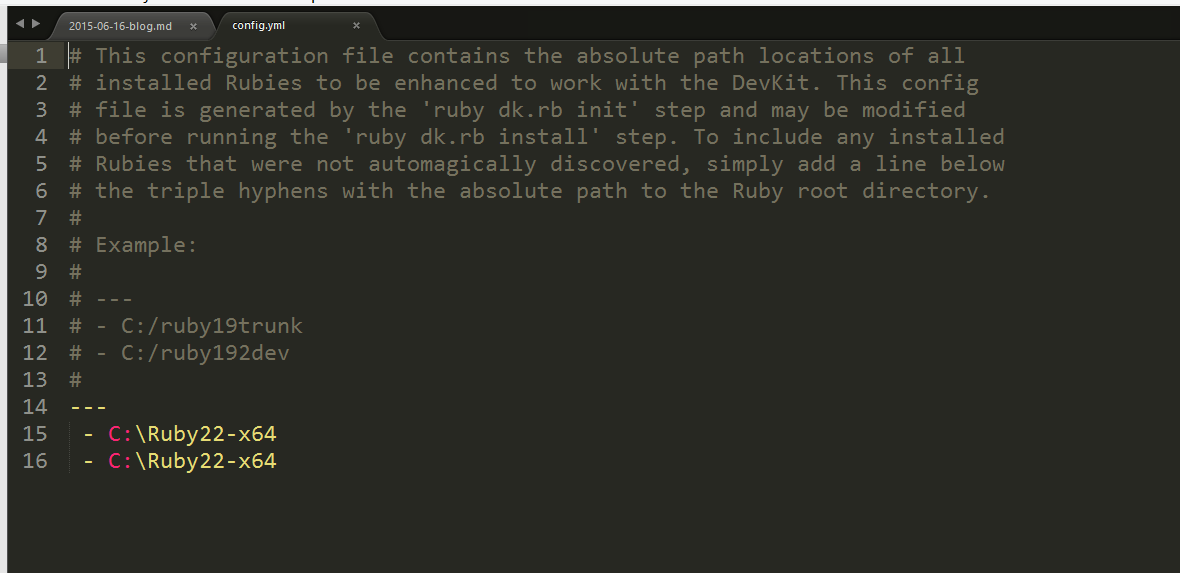 2015-06-16-blog.md × config.yml ×
1 # This configuration file contains the absolute path locations of all
2 # installed Rubies to be enhanced to work with the DevKit. This config
3 # file is generated by the 'ruby dk.rb init' step and may be modified
4 # before running the 'ruby dk.rb install' step. To include any installed
5 # Rubies that were not automagically discovered, simply add a line below
6 # the triple hyphens with the absolute path to the Ruby root directory.
7 #
8 # Example:
9 #
10 # ---
11 # - C:/ruby19trunk
12 # - C:/ruby192dev
13 #
14 ---
15 - C:\Ruby22-x64
16 - C:\Ruby22-x64